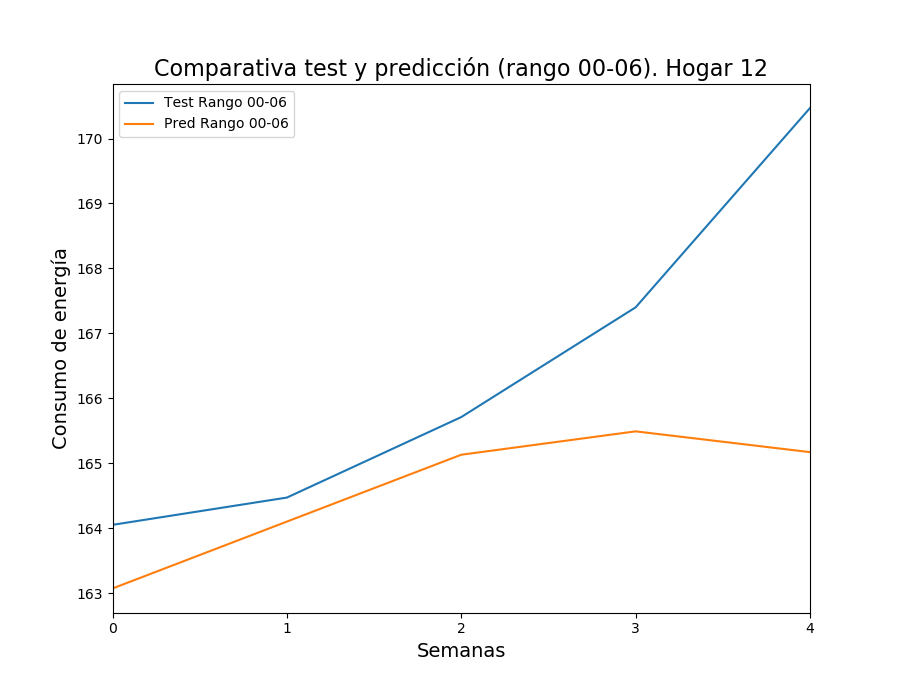 Comparativa test y predicción (rango 00-06). Hogar 12
Test Rango 00-06
Pred Rango 00-06
Consumo de energía
170
169
168
167
166
165
164
163
0 1 2 3 4
Semanas